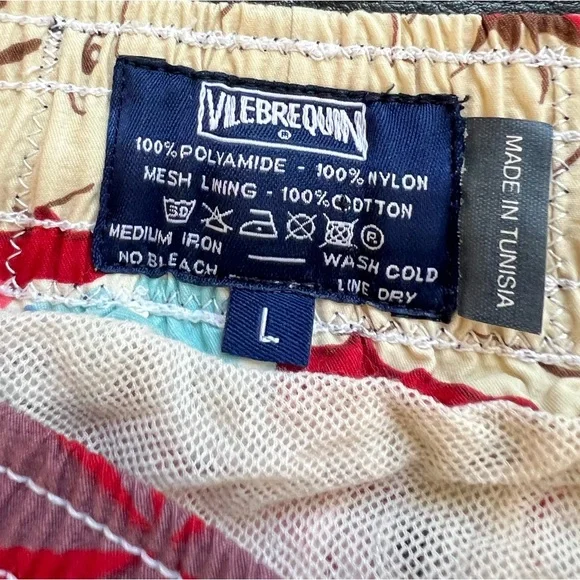 VILEBREQUIN
®
100% POLYAMIDE - 100% NYLON
MESH LINING - 100% COTTON
30 ®
MEDIUM IRON
NO BLEACH
WASH COLD
LINE DRY
L
MADE IN TUNISIA